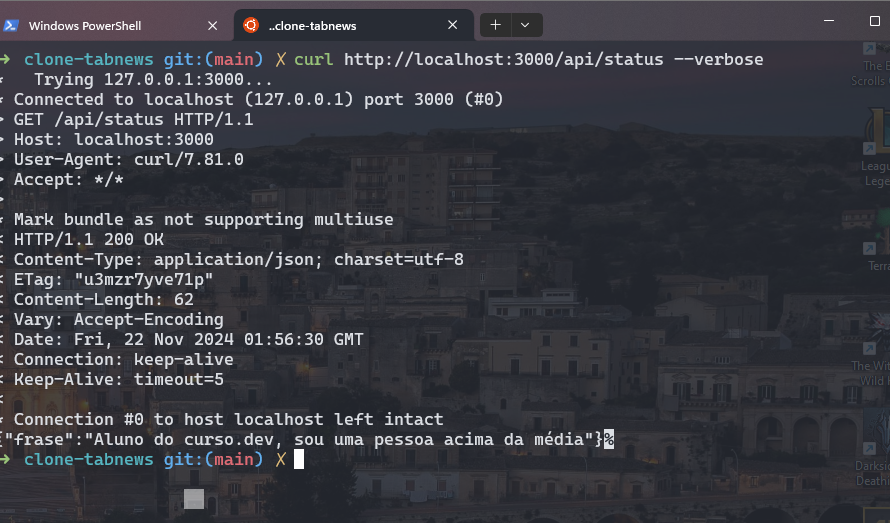 Windows PowerShell
..clone-tabnews
→ clone-tabnews git:(main) ✗ curl http://localhost:3000/api/status --verbose
* Trying 127.0.0.1:3000...
* Connected to localhost (127.0.0.1) port 3000 (#0)
> GET /api/status HTTP/1.1
> Host: localhost:3000
> User-Agent: curl/7.81.0
> Accept: */*
>
* Mark bundle as not supporting multiuse
< HTTP/1.1 200 OK
< Content-Type: application/json; charset=utf-8
< ETag: "u3mzr7yve71p"
< Content-Length: 62
< Vary: Accept-Encoding
< Date: Fri, 22 Nov 2024 01:56:30 GMT
< Connection: keep-alive
< Keep-Alive: timeout=5
<
* Connection #0 to host localhost left intact
{"frase":"Aluno do curso.dev, sou uma pessoa acima da média"}%
→ clone-tabnews git:(main) ✗
The E
Scrolls
Leagu
Lege
Terra
The Wit
Wild
Darksid
Deathi